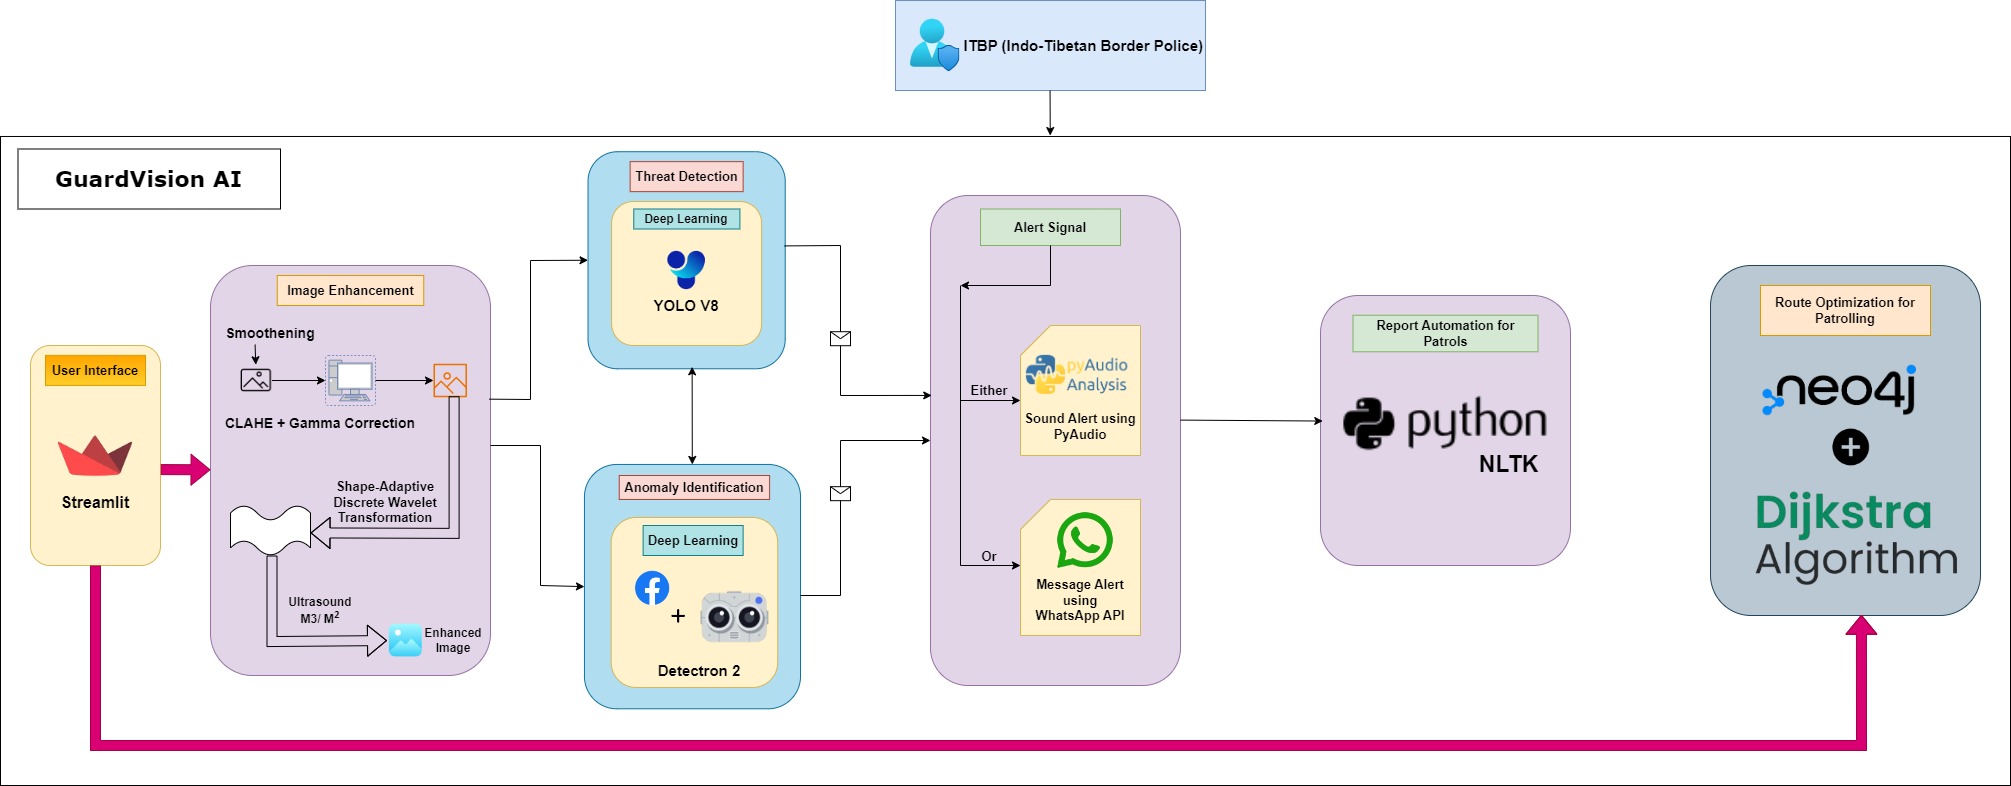 ITBP (Indo-Tibetan Border Police)
GuardVision AI
User Interface
Streamlit
Image Enhancement
Smoothening
CLAHE + Gamma Correction
Shape-Adaptive
Discrete Wavelet
Transformation
Ultrasound
M3/ M²
Enhanced
Image
Threat Detection
Deep Learning
YOLO V8
Anomaly Identification
Deep Learning
+
Detectron 2
Alert Signal
Either
pyAudio
Analysis
Sound Alert using
PyAudio
Or
Message Alert
using
WhatsApp API
Report Automation for
Patrols
python
NLTK
Route Optimization for
Patrolling
neo4j
+
Dijkstra
Algorithm